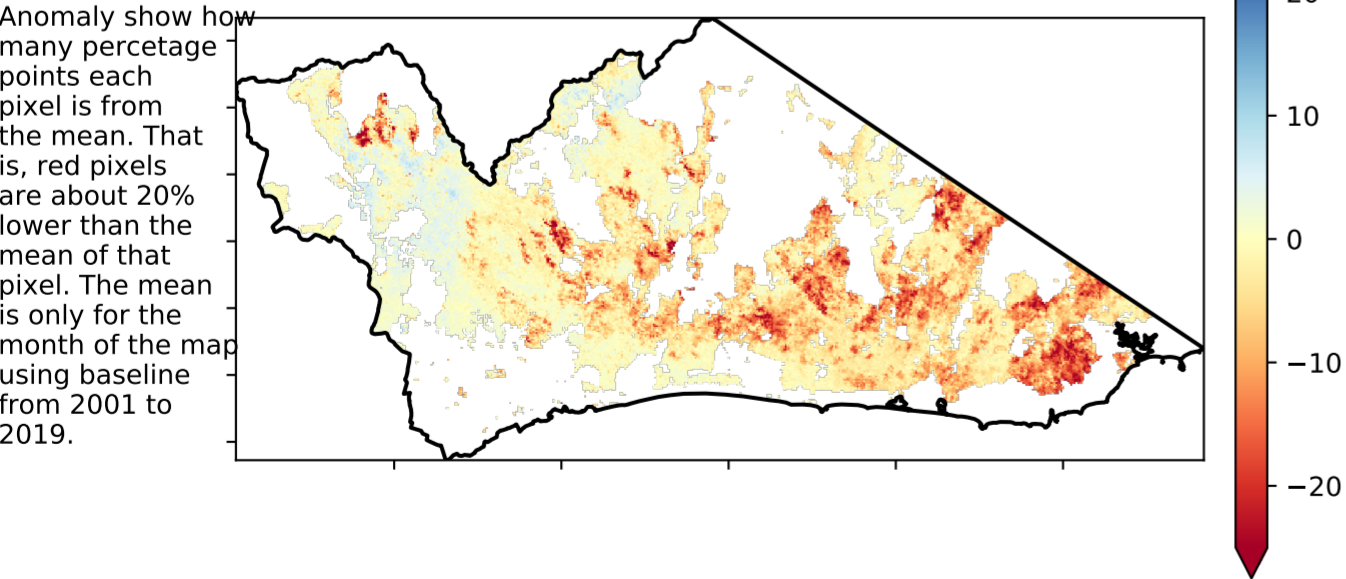 Anomaly show how
many percetage
points each
pixel is from
the mean. That
is, red pixels
are about 20%
lower than the
mean of that
pixel. The mean
is only for the
month of the map
using baseline
from 2001 to
2019.
10
0
−10
−20